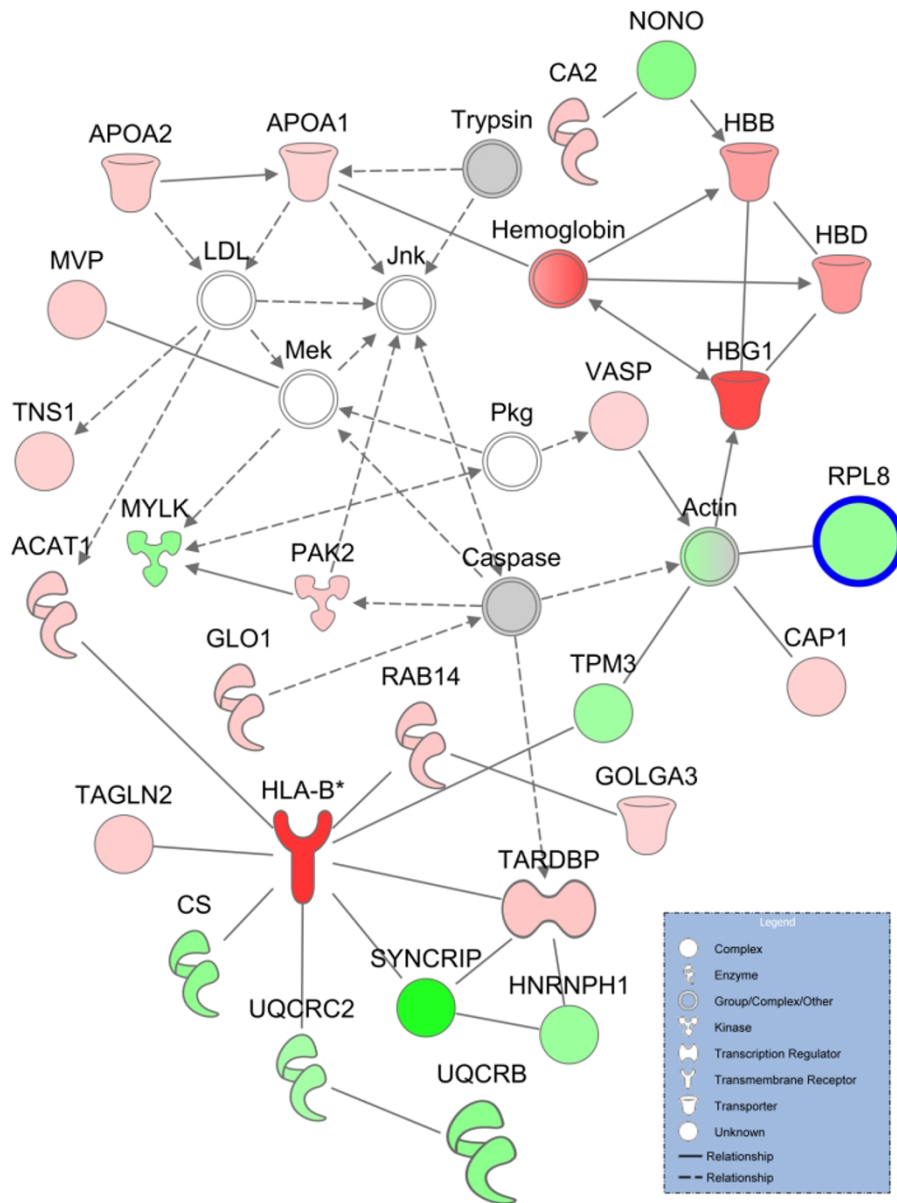 NONO
CA2
APOA2
APOA1
Trypsin
HBB
Hemoglobin
HBD
MVP
LDL
Jnk
Mek
HBG1
VASP
TNS1
Pkg
RPL8
MYLK
Actin
ACAT1
PAK2
Caspase
GLO1
RAB14
TPM3
CAP1
TAGLN2
HLA-B*
GOLGA3
TARDBP
CS
SYNCRIP
HNRNPH1
UQCRC2
UQCRB
Legend
Complex
Enzyme
Group/Complex/Other
Kinase
Transcription Regulator
Transmembrane Receptor
Transporter
Unknown
Relationship
Relationship